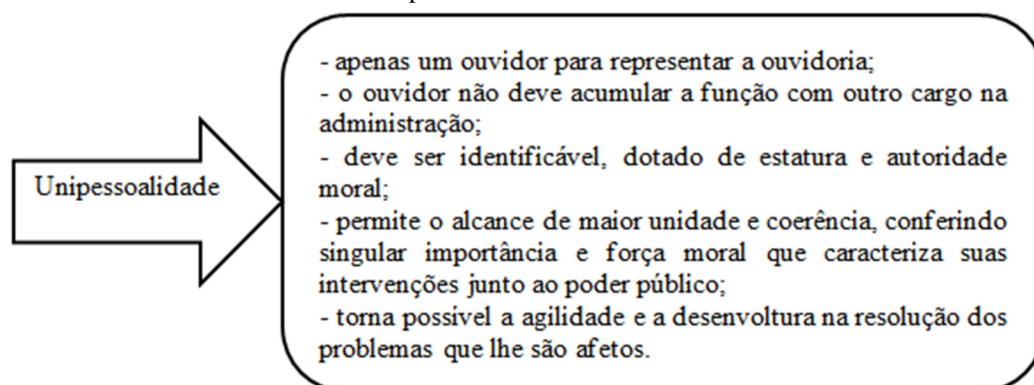 Unipessoalidade
- apenas um ouvidor para representar a ouvidoria;
- o ouvidor não deve acumular a função com outro cargo na
administração;
- deve ser identificável, dotado de estatura e autoridade
moral;
- permite o alcance de maior unidade e coerência, conferindo
singular importância e força moral que caracteriza suas
intervenções junto ao poder público;
- torna possivel a agilidade e a desenvoltura na resolução dos
problemas que lhe são afetos.